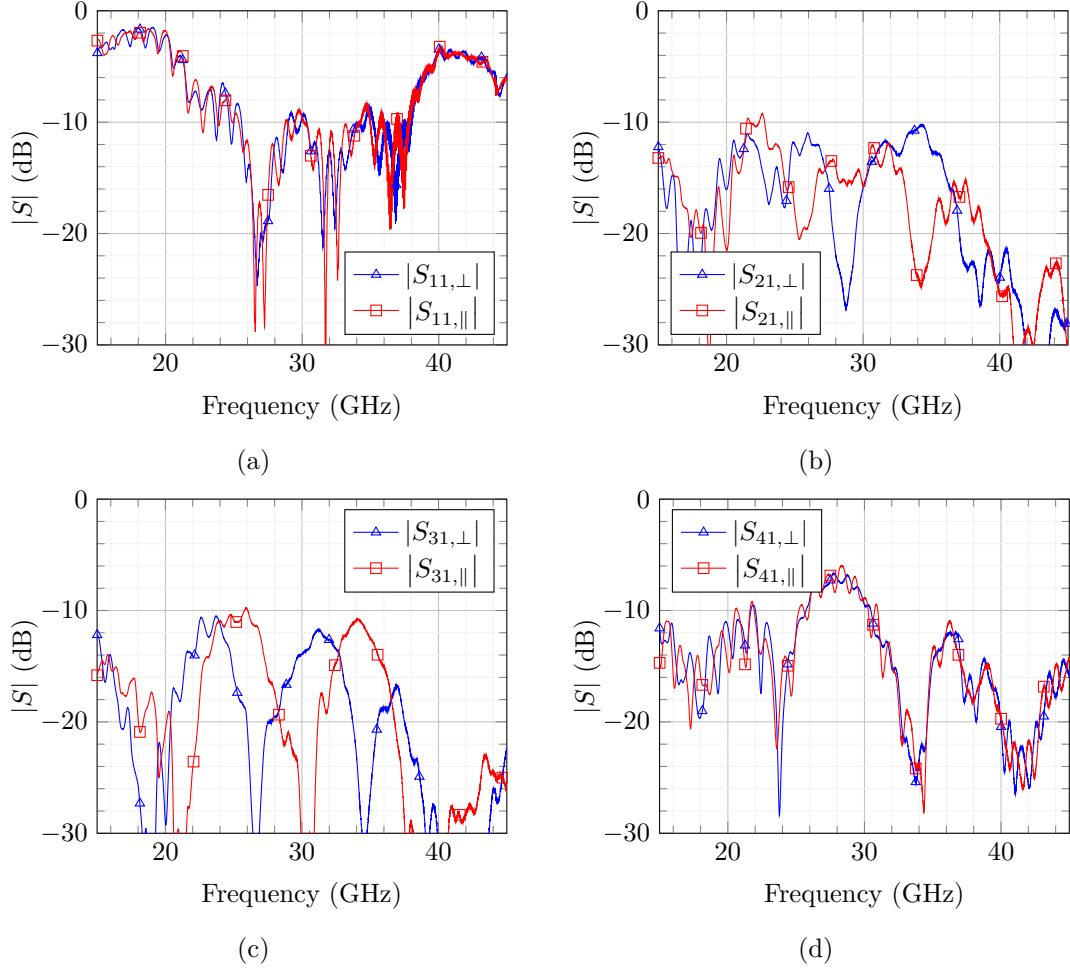 0
−10
−20
−30
|S| (dB)
20
30
40
Frequency (GHz)
|S11,⊥|
|S11,∥|
(a)
0
−10
−20
−30
|S| (dB)
20
30
40
Frequency (GHz)
|S21,⊥|
|S21,∥|
(b)
0
−10
−20
−30
|S| (dB)
20
30
40
Frequency (GHz)
|S31,⊥|
|S31,∥|
(c)
0
−10
−20
−30
|S| (dB)
20
30
40
Frequency (GHz)
|S41,⊥|
|S41,∥|
(d)